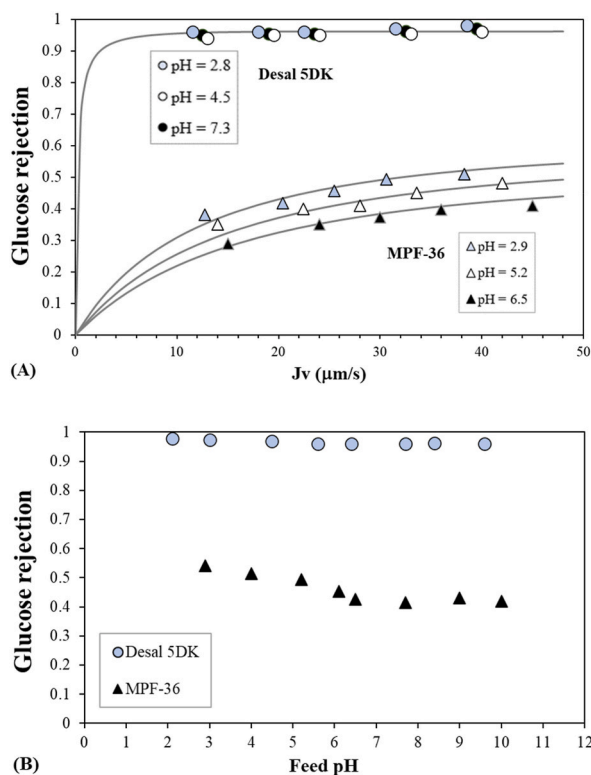 1
0.9
0.8
0.7
0.6
0.5
0.4
0.3
0.2
0.1
0
Glucose rejection
pH = 2.8
pH = 4.5
pH = 7.3
Desal 5DK
MPF-36
pH = 2.9
pH = 5.2
pH = 6.5
0 10 20 30 40 50
(A)
Jv (μm/s)
1
0.9
0.8
0.7
0.6
0.5
0.4
0.3
0.2
0.1
0
Glucose rejection
Desal 5DK
MPF-36
0 1 2 3 4 5 6 7 8 9 10 11 12
(B)
Feed pH